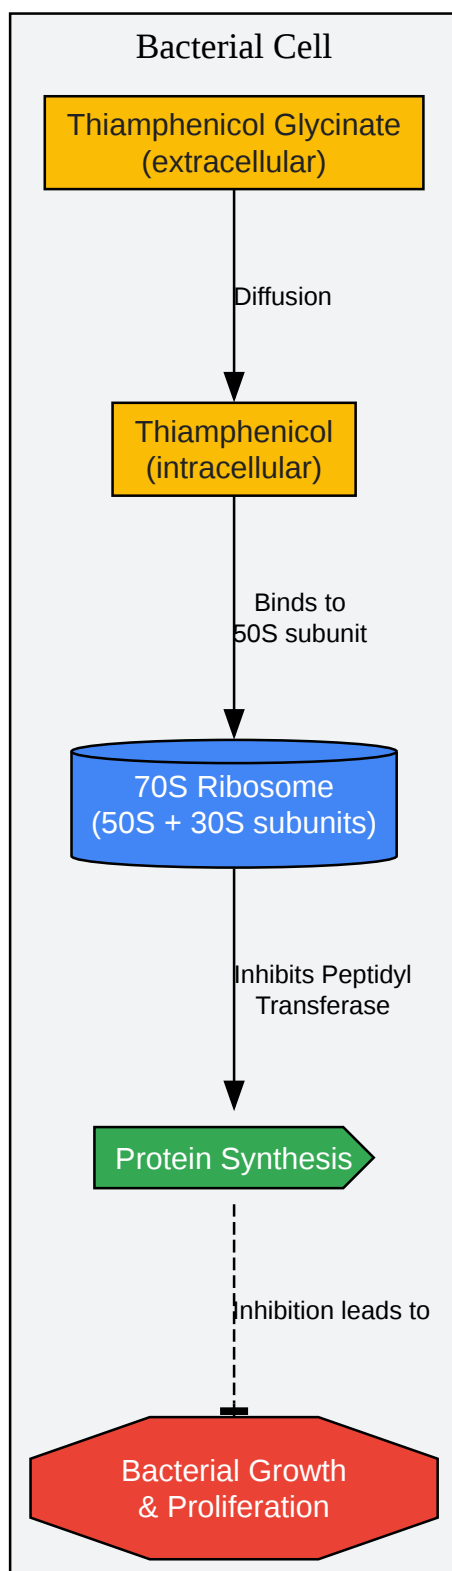 Bacterial Cell
Thiamphenicol Glycinate
(extracellular)
Diffusion
Thiamphenicol
(intracellular)
Binds to
50S subunit
70S Ribosome
(50S + 30S subunits)
Inhibits Peptidyl
Transferase
Protein Synthesis
Inhibition leads to
Bacterial Growth
& Proliferation